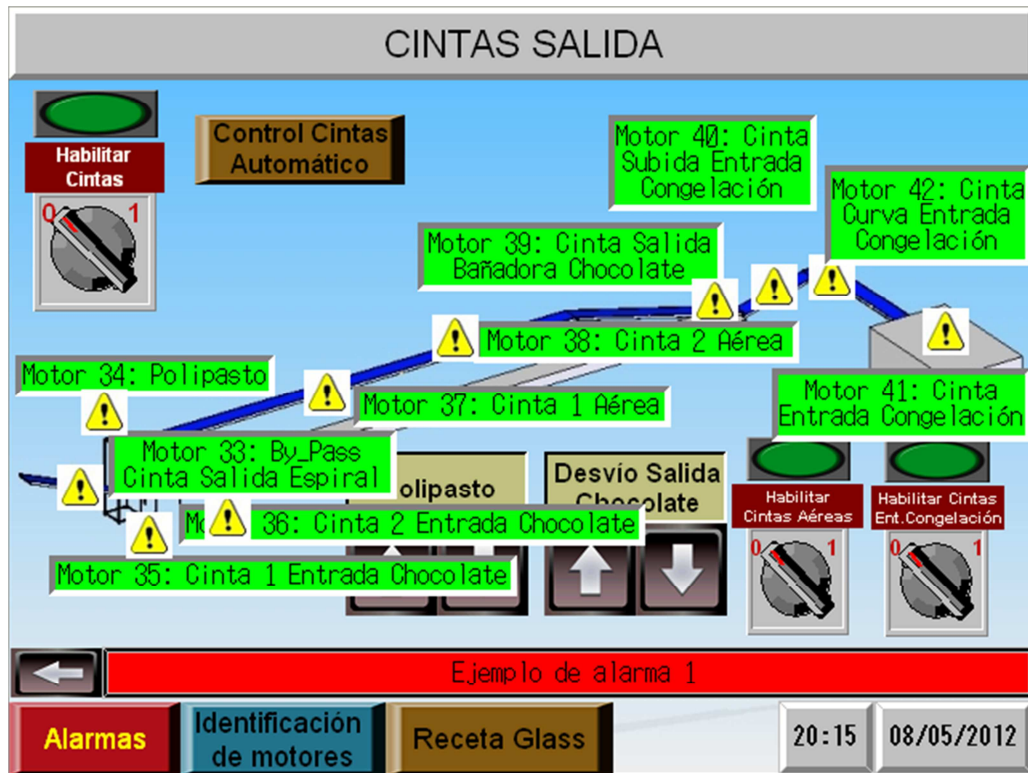 CINTAS SALIDA
Habilitar
Cintas
0 1
Control Cintas
Automático
Motor 40: Cinta
Subida Entrada
Congelación
Motor 42: Cinta
Curva Entrada
Congelación
Motor 39: Cinta Salida
Bañadora Chocolate
Motor 38: Cinta 2 Aérea
Motor 34: Polipasto
Motor 37: Cinta 1 Aérea
Motor 41: Cinta
Entrada Congelación
Motor 33: By_Pass
Cinta Salida Espiral
olipasto
Desvío Salida
Chocolate
36: Cinta 2 Entrada Chocolate
Motor 35: Cinta 1 Entrada Chocolate
Habilitar
Cintas Aéreas
0 1
Habilitar Cintas
Ent.Congelación
0 1
Ejemplo de alarma 1
Alarmas
Identificación
de motores
Receta Glass
20:15
08/05/2012